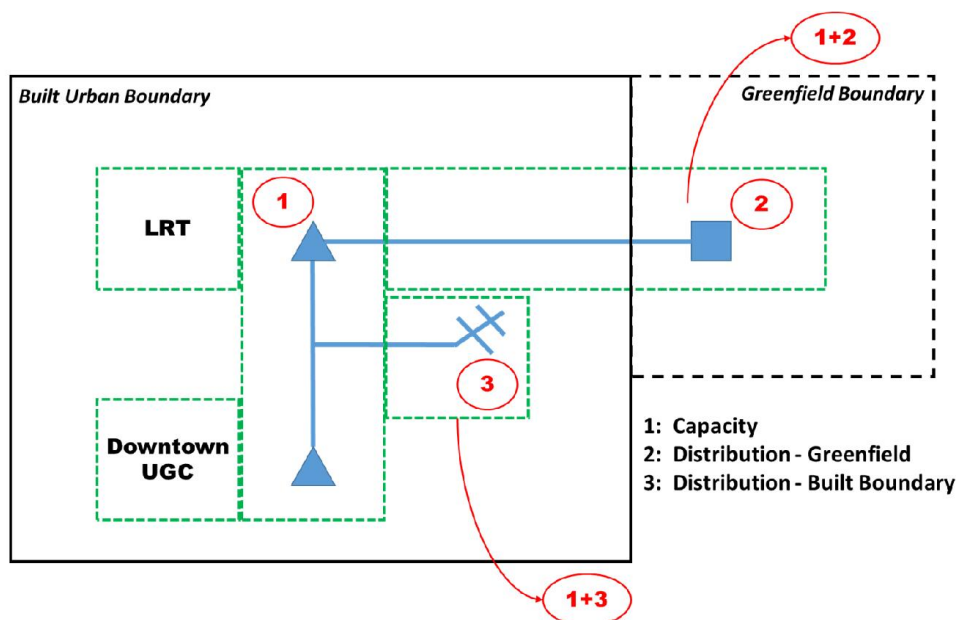 1+2
Built Urban Boundary
Greenfield Boundary
LRT
1
2
3
Downtown
UGC
1: Capacity
2: Distribution - Greenfield
3: Distribution - Built Boundary
1+3